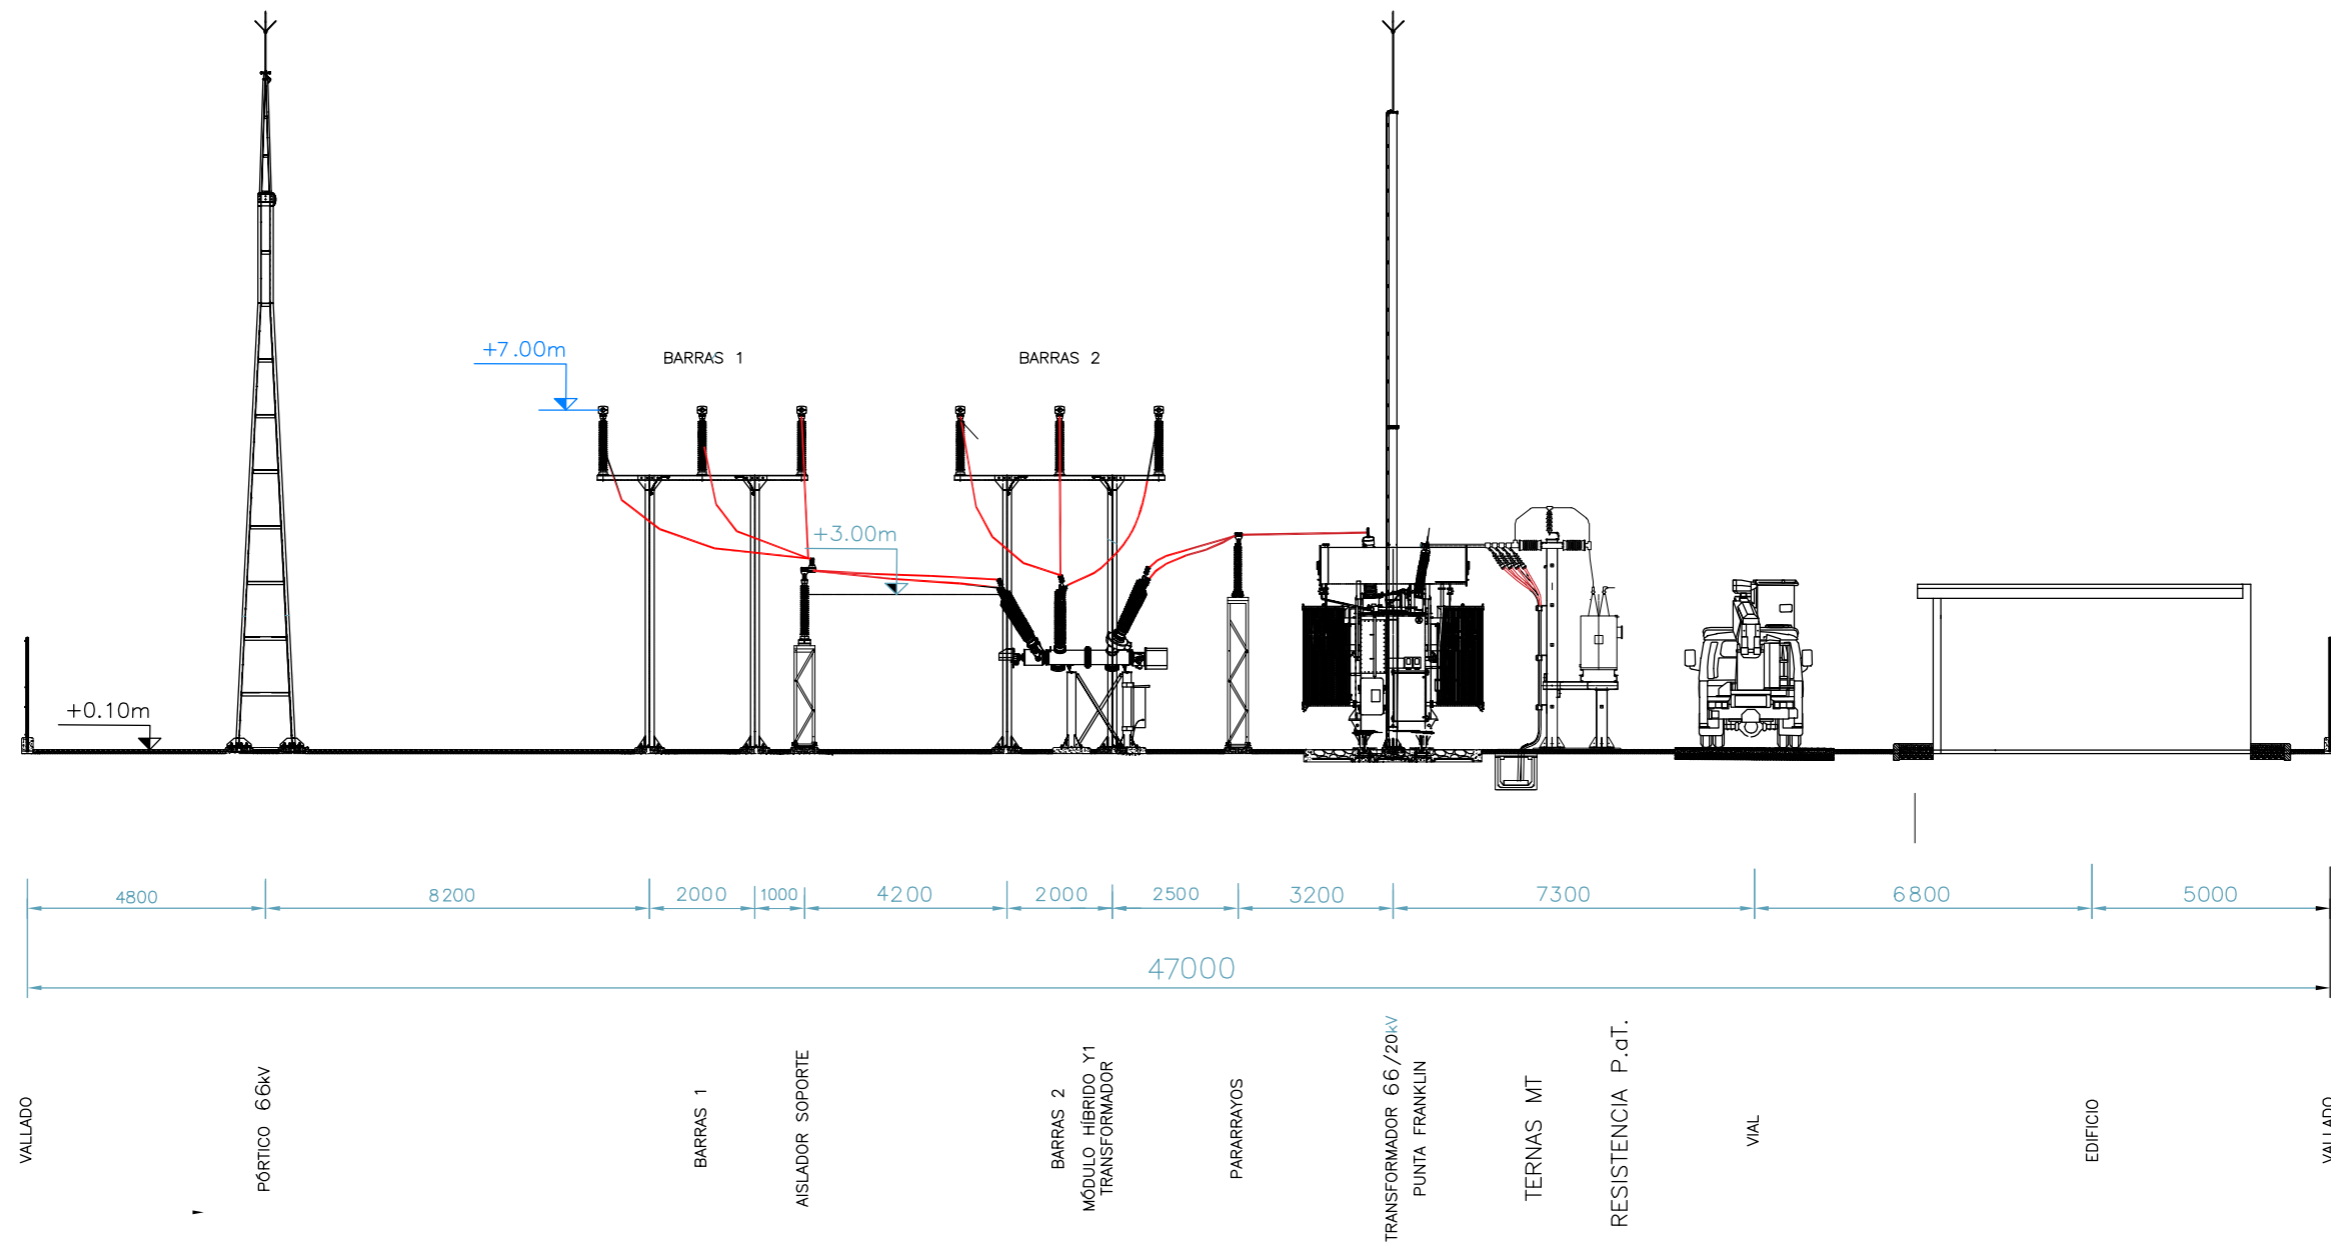 +7.00m
BARRAS 1
BARRAS 2
+3.00m
+0.10m
4800
8200
2000
1000
4200
2000
2500
3200
7300
6800
5000
47000
VALLADO
PÓRTICO 66kV
BARRAS 1
AISLADOR SOPORTE
BARRAS 2
MÓDULO HÍBRIDO Y1
TRANSFORMADOR
PARARRAYOS
TRANSFORMADOR 66/20kV
PUNTA FRANKLIN
TERNAS MT
RESISTENCIA P.aT.
VIAL
EDIFICIO
VALLADO